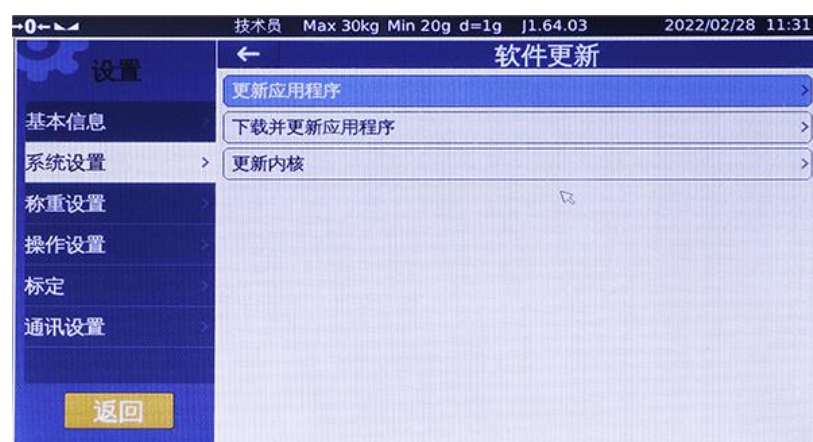 →0← 技术员 Max 30kg Min 20g d=1g J1.64.03 2022/02/28 11:31
设置
← 软件更新
更新应用程序 >
基本信息 >
下载并更新应用程序 >
系统设置 >
更新内核 >
称重设置 >
操作设置 >
标定 >
通讯设置 >
返回